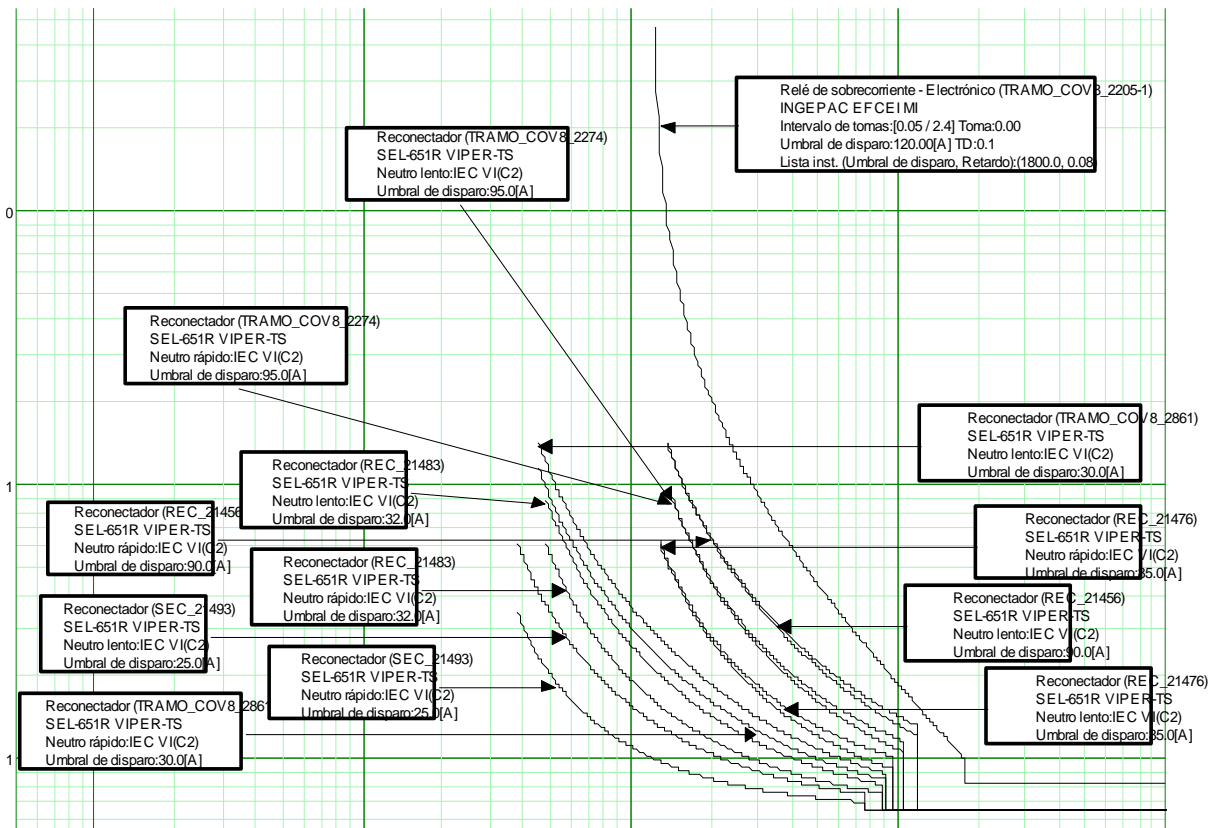 Relé de sobrecorriente - Electrónico (TRAMO_COV8_2205-1)
INGEPAC EFCEI MI
Intervalo de tomas:[0.05 / 2.4] Toma:0.00
Umbral de disparo:120.00[A] TD:0.1
Lista inst. (Umbral de disparo, Retardo):(1800.0, 0.08)
Reconectador (TRAMO_COV8_2274)
SEL-651R VIPER-TS
Neutro lento:IEC VI(C2)
Umbral de disparo:95.0[A]
0
Reconectador (TRAMO_COV8_2274)
SEL-651R VIPER-TS
Neutro rápido:IEC VI(C2)
Umbral de disparo:95.0[A]
Reconectador (TRAMO_COV8_2861)
SEL-651R VIPER-TS
Neutro lento:IEC VI(C2)
Umbral de disparo:30.0[A]
Reconectador (REC_21483)
SEL-651R VIPER-TS
Neutro lento:IEC VI(C2)
Umbral de disparo:32.0[A]
1
Reconectador (REC_21456
SEL-651R VIPER-TS
Neutro rápido:IEC VI(C2)
Umbral de disparo:90.0[A]
Reconectador (REC_21476)
SEL-651R VIPER-TS
Neutro rápido:IEC VI(C2)
Umbral de disparo:85.0[A]
Reconectador (REC_21483)
SEL-651R VIPER-TS
Neutro rápido:IEC VI(C2)
Umbral de disparo:32.0[A]
Reconectador (REC_21456)
SEL-651R VIPER-TS
Neutro lento:IEC VI(C2)
Umbral de disparo:90.0[A]
Reconectador (SEC_21493)
SEL-651R VIPER-TS
Neutro lento:IEC VI(C2)
Umbral de disparo:25.0[A]
Reconectador (SEC_21493)
SEL-651R VIPER-TS
Neutro rápido:IEC VI(C2)
Umbral de disparo:25.0[A]
Reconectador (REC_21476)
SEL-651R VIPER-TS
Neutro lento:IEC VI(C2)
Umbral de disparo:85.0[A]
Reconectador (TRAMO_COV8_286
SEL-651R VIPER-TS
Neutro rápido:IEC VI(C2)
Umbral de disparo:30.0[A]
1